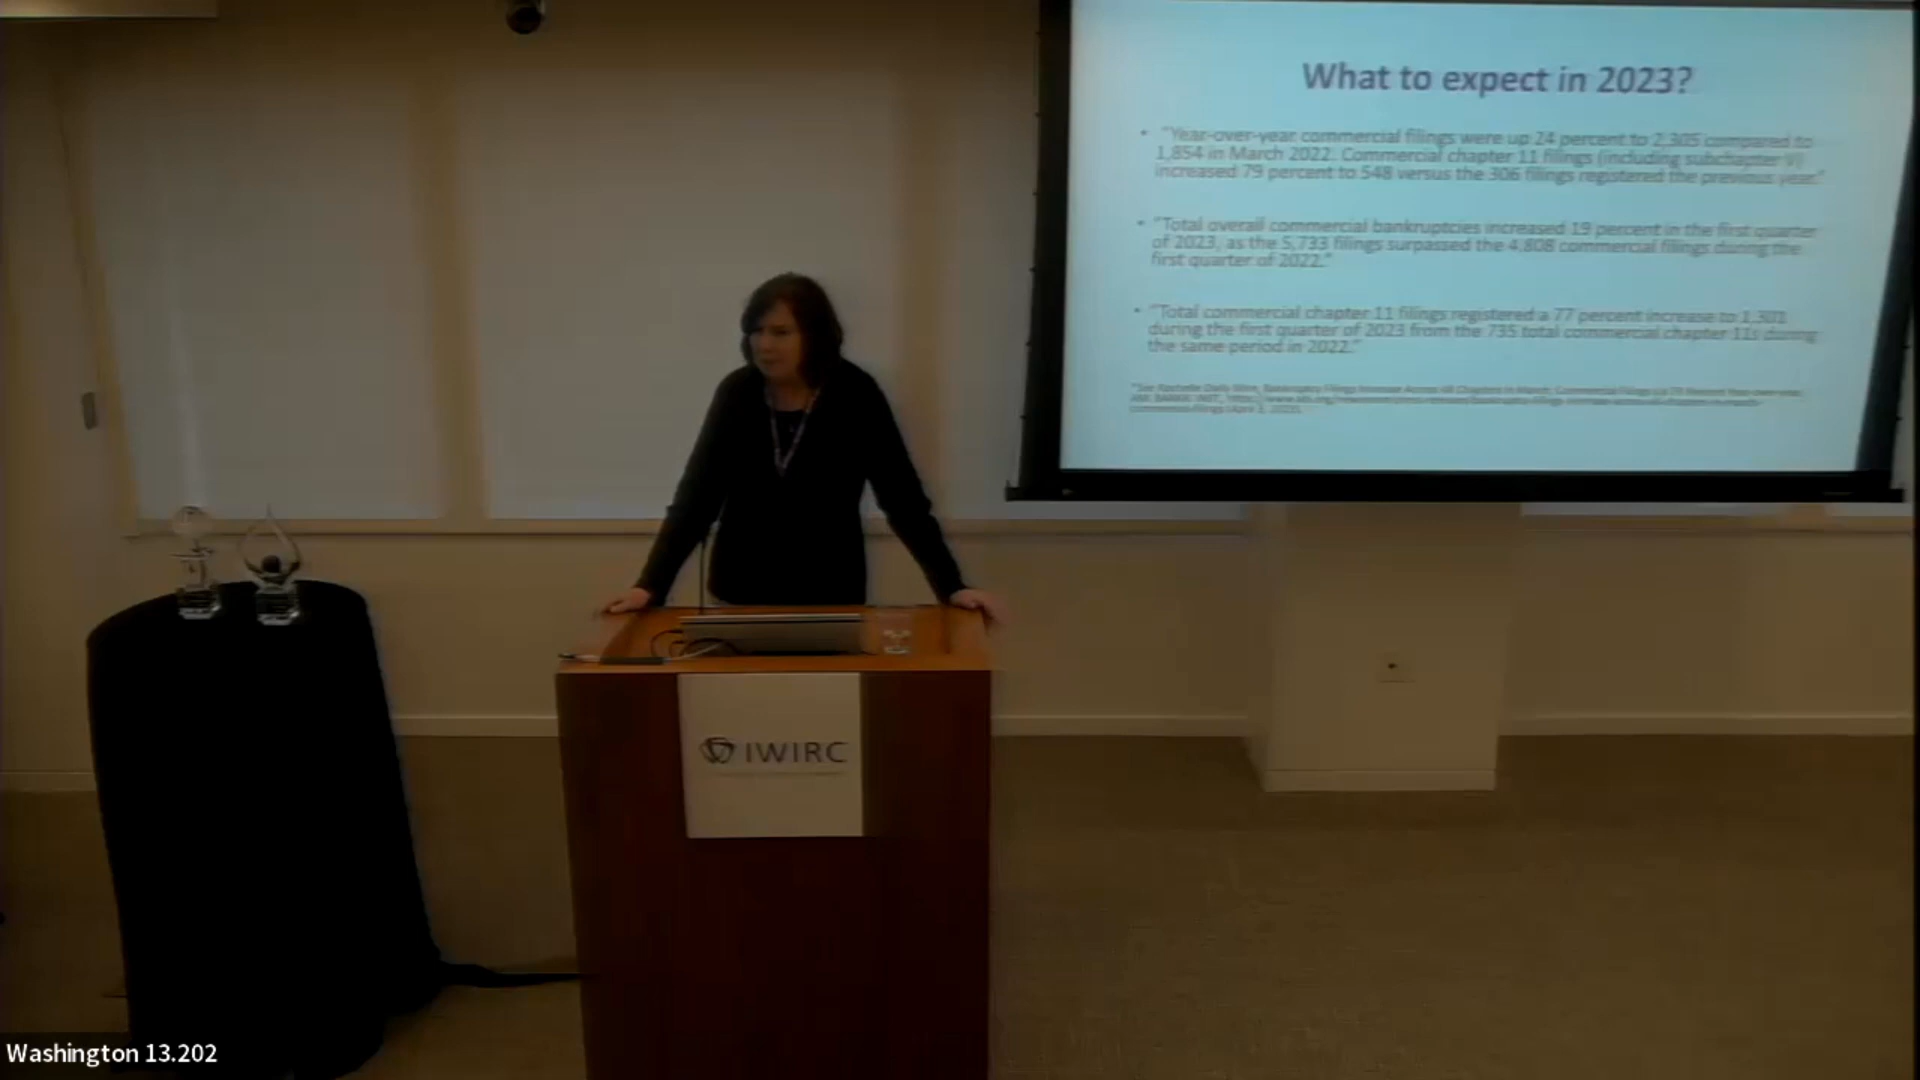 What to expect in 2023?
• "Year-over-year commercial filings were up 24 percent to 2,305 compared to
1,854 in March 2022. Commercial chapter 11 filings (including subchapter V)
increased 79 percent to 548 versus the 306 filings registered the previous year."
• "Total overall commercial bankruptcies increased 19 percent in the first quarter
of 2023, as the 5,733 filings surpassed the 4,808 commercial filings during the
first quarter of 2022."
• "Total commercial chapter 11 filings registered a 77 percent increase to 1,301
during the first quarter of 2023 from the 735 total commercial chapter 11s during
the same period in 2022."
IWIRC
Washington 13.202